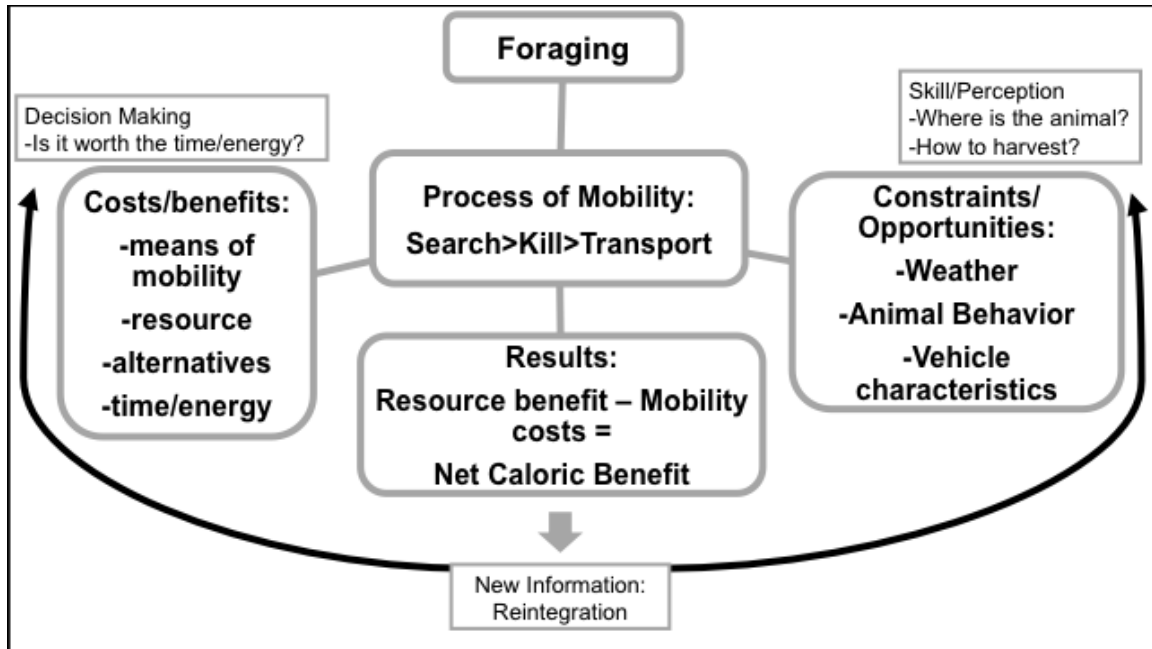 Foraging
Decision Making
-Is it worth the time/energy?
Skill/Perception
-Where is the animal?
-How to harvest?
Costs/benefits:
-means of
mobility
-resource
-alternatives
-time/energy
Process of Mobility:
Search>Kill>Transport
Constraints/
Opportunities:
-Weather
-Animal Behavior
-Vehicle
characteristics
Results:
Resource benefit – Mobility
costs =
Net Caloric Benefit
New Information:
Reintegration